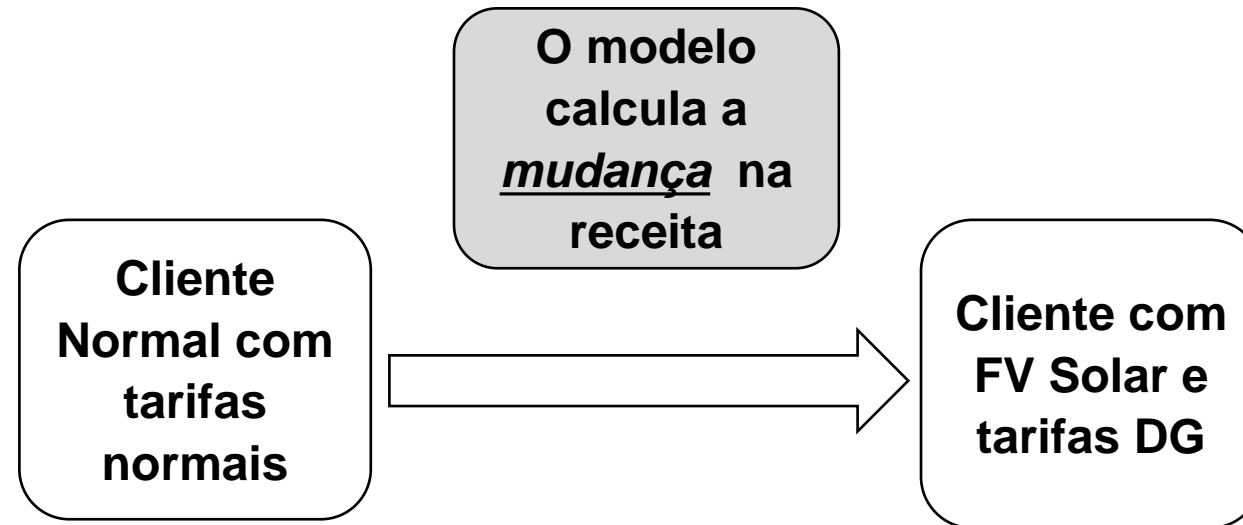 O modelo
calcula a
mudança na
receita
Cliente
Normal com
tarifas
normais
Cliente com
FV Solar e
tarifas DG